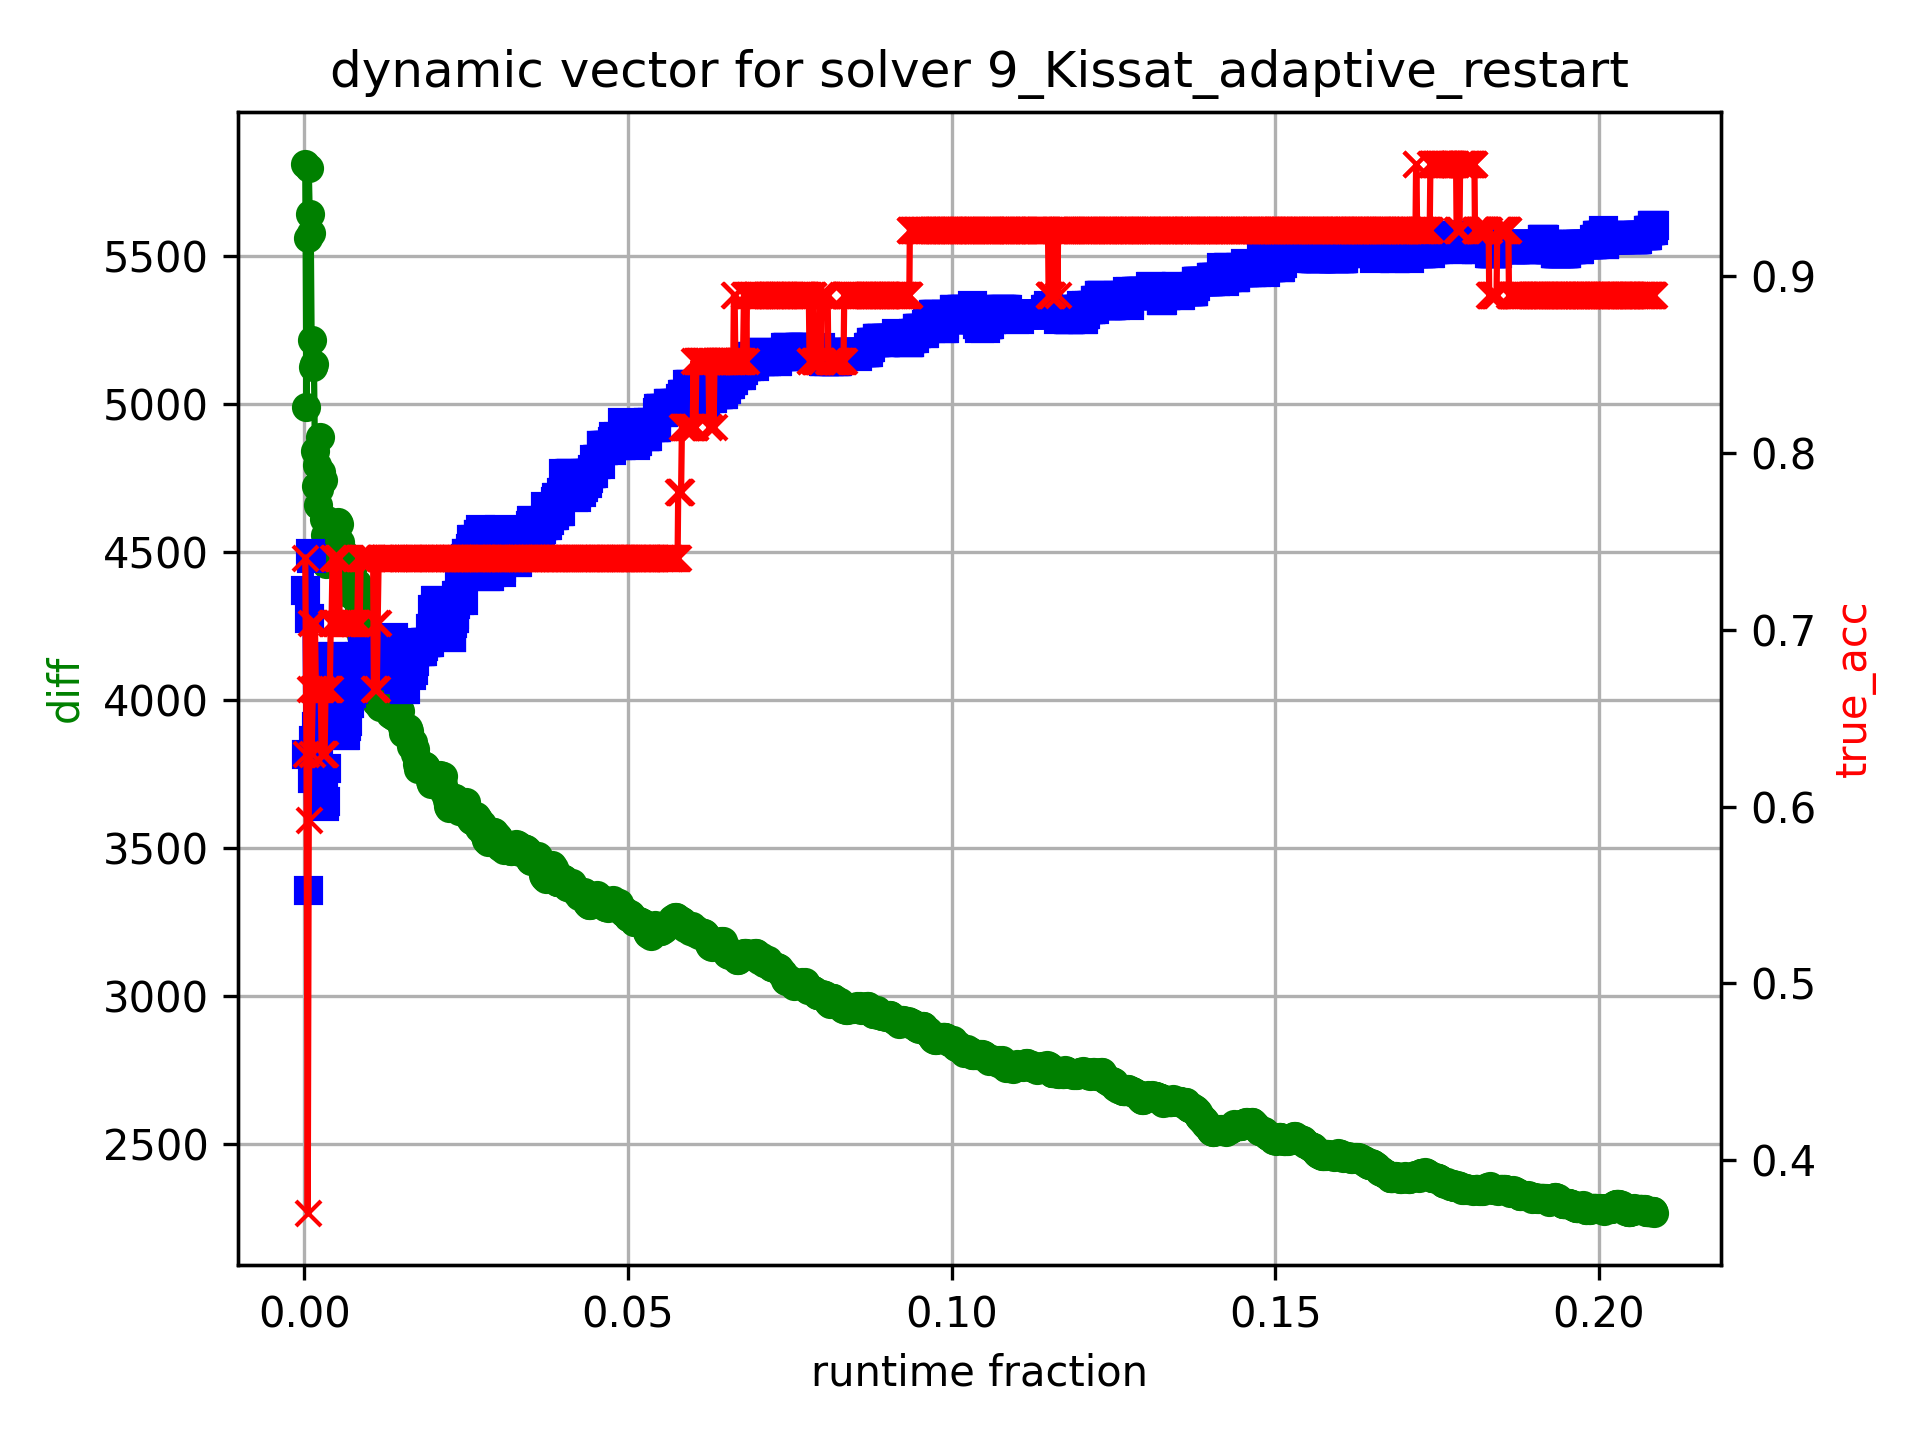 dynamic vector for solver 9_Kissat_adaptive_restart
5500
5000
4500
4000
3500
3000
2500
diff
0.9
0.8
0.7
0.6
0.5
0.4
true_acc
0.00 0.05 0.10 0.15 0.20
runtime fraction